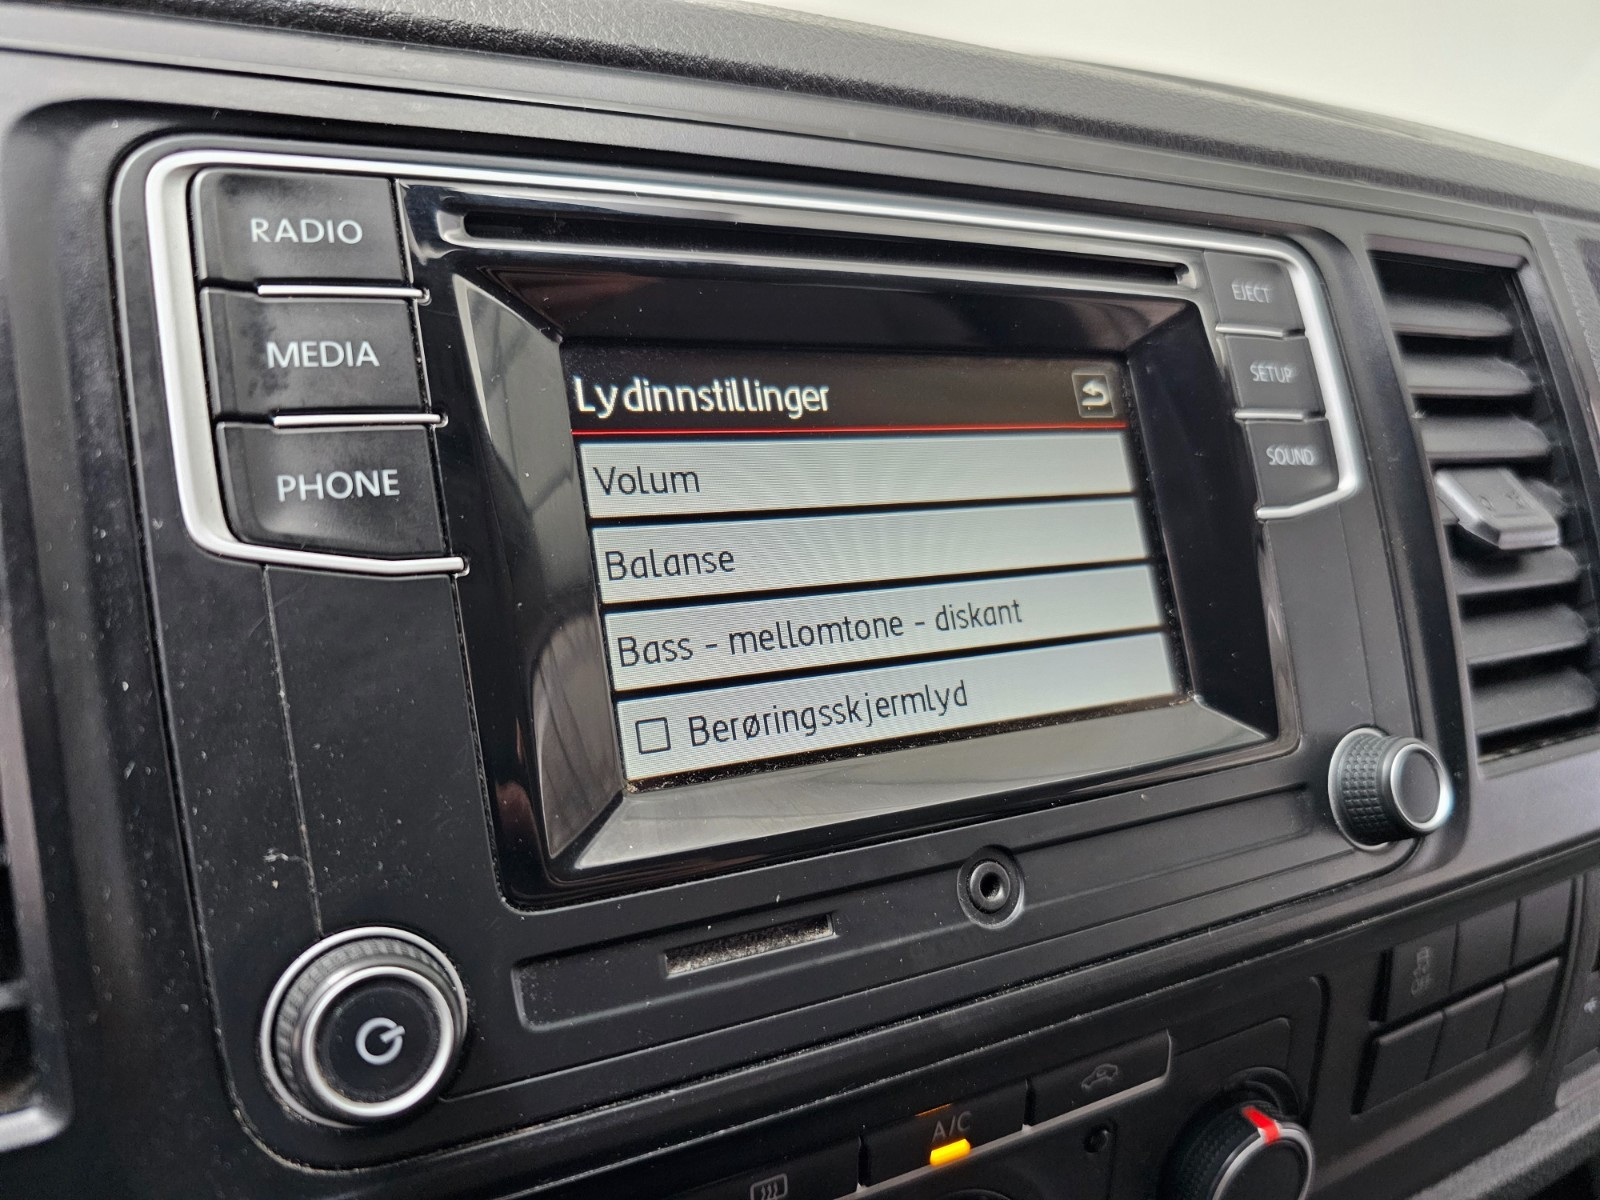 RADIO
MEDIA
PHONE
EJECT
SETUP
SOUND
Lydinnstillinger
Volum
Balanse
Bass - mellomtone - diskant
Berøringsskjermlyd
A/C